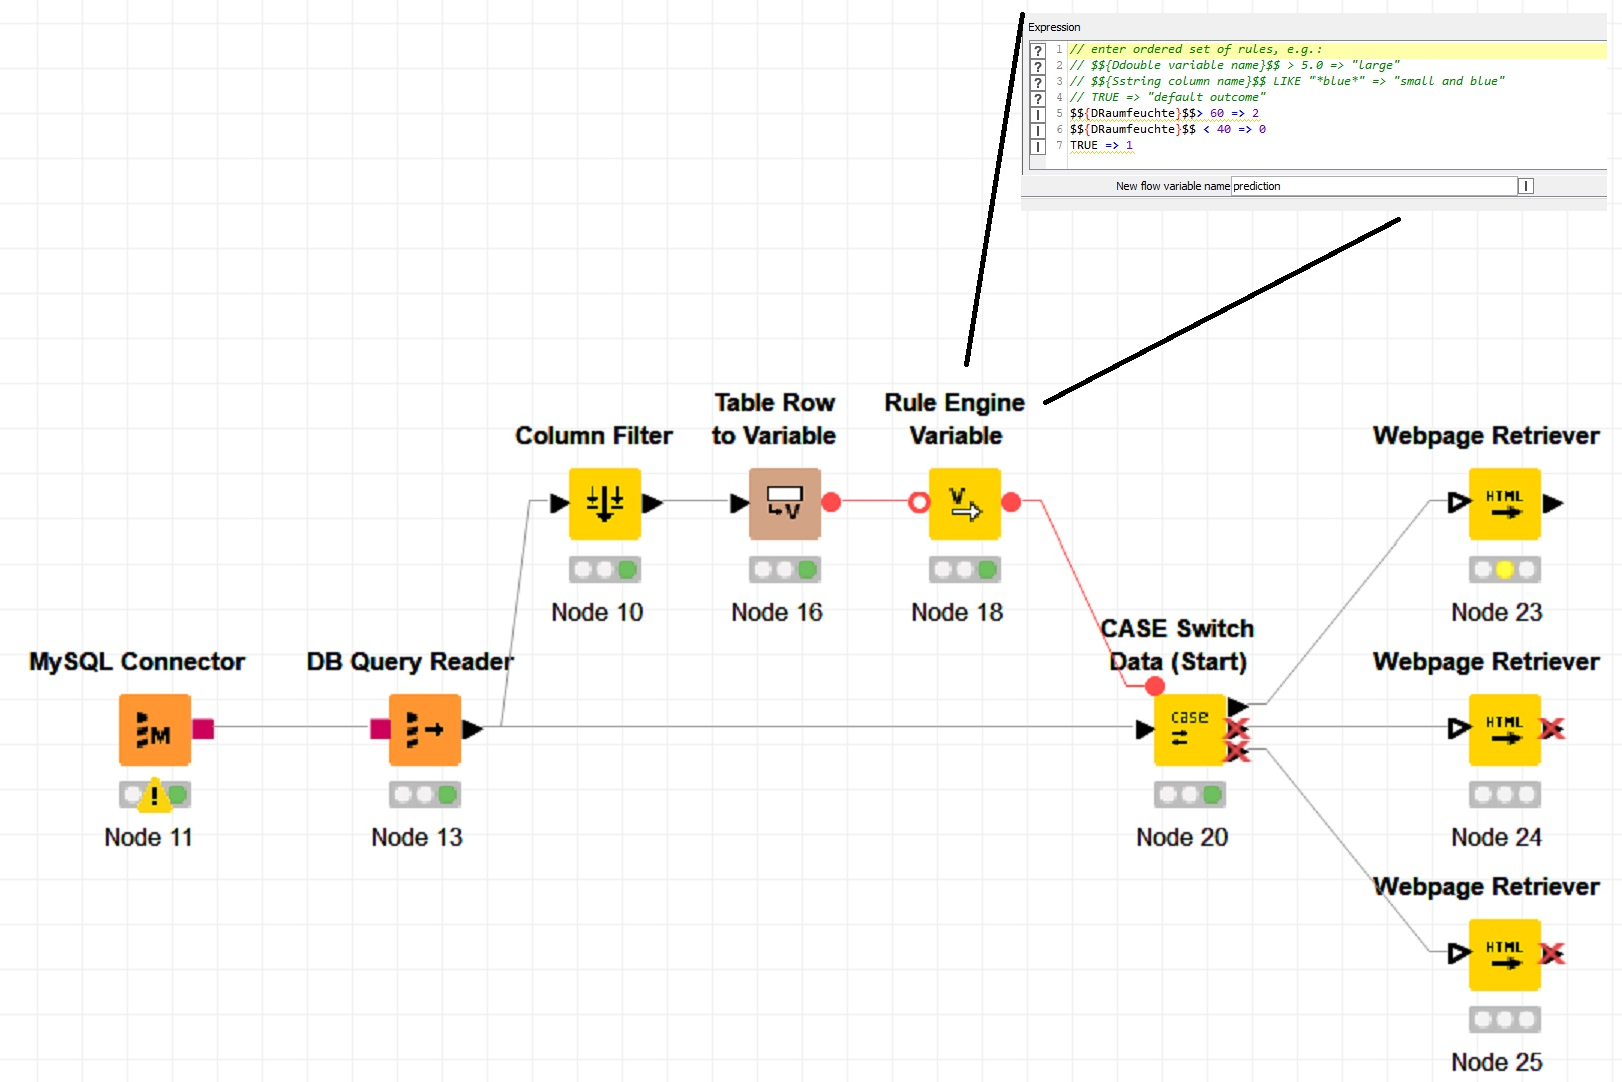 Expression
? 1 // enter ordered set of rules, e.g.:
? 2 // $${Ddouble variable name}$$ > 5.0 => "large"
? 3 // $${Sstring column name}$$ LIKE "*blue*" => "small and blue"
? 4 // TRUE => "default outcome"
I 5 $${DRaumfeuchte}$$> 60 => 2
I 6 $${DRaumfeuchte}$$ < 40 => 0
I 7 TRUE => 1
New flow variable name prediction I
Table Row
to Variable
Rule Engine
Variable
Column Filter
Webpage Retriever
V
V
HTML
Node 10
Node 16
Node 18
Node 23
CASE Switch
Data (Start)
MySQL Connector
DB Query Reader
Webpage Retriever
M
!
case
HTML
Node 11
Node 13
Node 20
Node 24
Webpage Retriever
HTML
Node 25